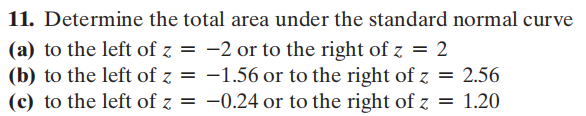 11. Determine the total area under the standard normal curve
(a) to the left of z = −2 or to the right of z = 2
(b) to the left of z = −1.56 or to the right of z = 2.56
(c) to the left of z = −0.24 or to the right of z = 1.20